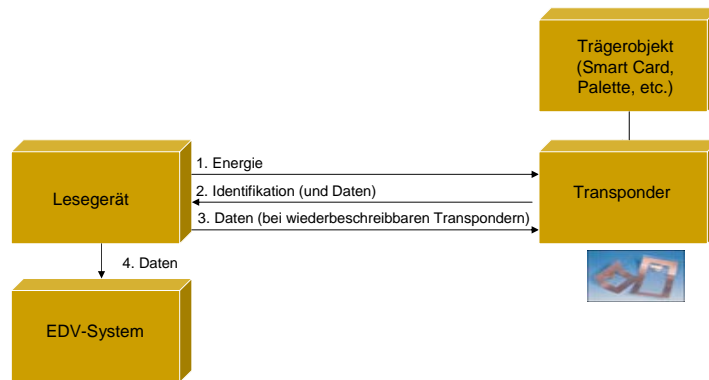 Trägerobjekt
(Smart Card,
Palette, etc.)
1. Energie
2. Identifikation (und Daten)
Lesegerät
Transponder
3. Daten (bei wiederbeschreibbaren Transpondern)
4. Daten
EDV-System